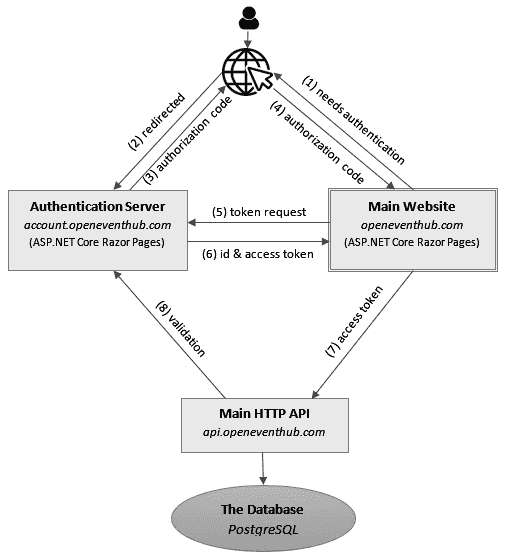 (1) needs authentication
(2) redirected
(3) authorization code
(4) authorization code
Authentication Server
account.openeventhub.com
(ASP.NET Core Razor Pages)
(5) token request
(6) id & access token
Main Website
openeventhub.com
(ASP.NET Core Razor Pages)
(7) access token
(8) validation
Main HTTP API
api.openeventhub.com
The Database
PostgreSQL